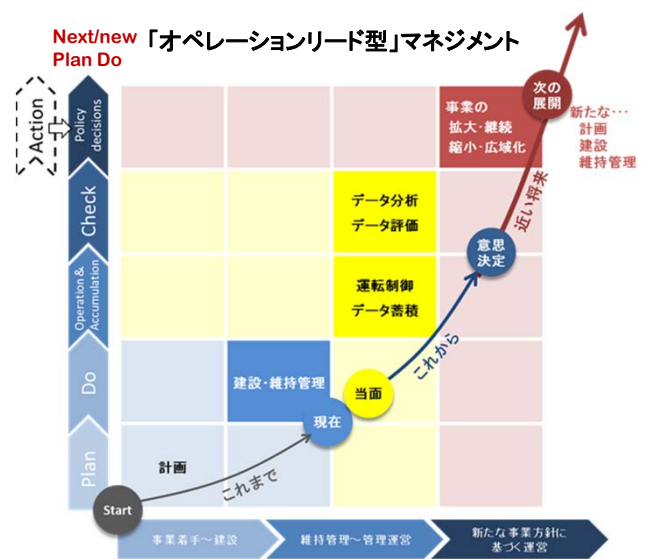 Next/new
Plan Do
「オペレーションリード型」マネジメント
次の
展開
新たな・・・
計画
建設
維持管理
Action
Policy
decisions
事業の
拡大・継続
縮小・広域化
近い将来
Check
データ分析
データ評価
意思
決定
Operation &
Accumulation
運転制御
データ蓄積
これから
Do
建設・維持管理
当面
現在
Plan
計画
これまで
Start
事業着手～建設
維持管理～管理運営
新たな事業方針に
基づく運営